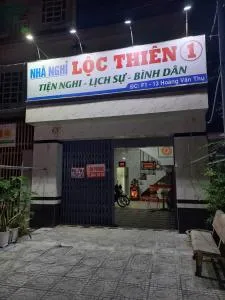 NHÀ NGHỈ LỘC THIÊN 1
TIỆN NGHI - LỊCH SỰ - BÌNH DÂN
ĐC: F1 - 13 Hoàng Văn Thụ